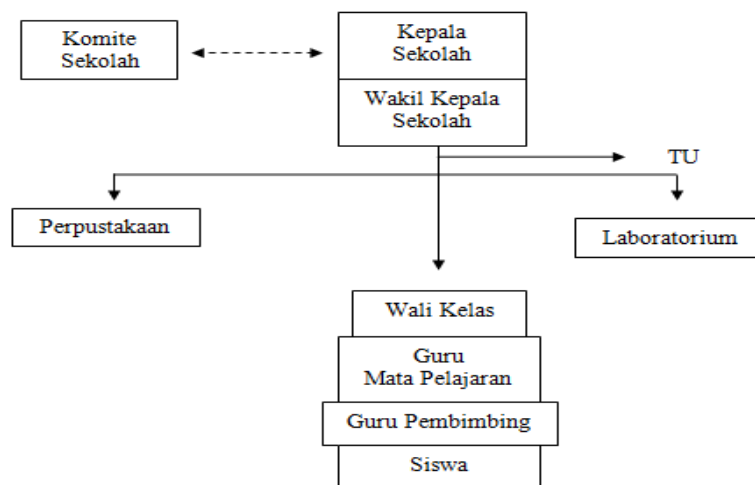 Komite
Sekolah
Kepala
Sekolah
Wakil Kepala
Sekolah
TU
Perpustakaan
Laboratorium
Wali Kelas
Guru
Mata Pelajaran
Guru Pembimbing
Siswa